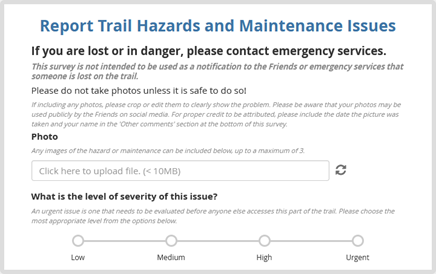 Report Trail Hazards and Maintenance Issues
If you are lost or in danger, please contact emergency services.
This survey is not intended to be used as a notification to the Friends or emergency services that
someone is lost on the trail.
Please do not take photos unless it is safe to do so!
If including any photos, please crop or edit them to clearly show the problem. Please be aware that your photos may be
used publicly by the Friends on social media. For proper credit to be attributed, please include the date the picture was
taken and your name in the 'Other comments' section at the bottom of this survey.
Photo
Any images of the hazard or maintenance can be included below, up to a maximum of 3.
Click here to upload file. (< 10MB)
What is the level of severity of this issue?
An urgent issue is one that needs to be evaluated before anyone else accesses this part of the trail. Please choose the
most appropriate level from the options below.
Low Medium High Urgent